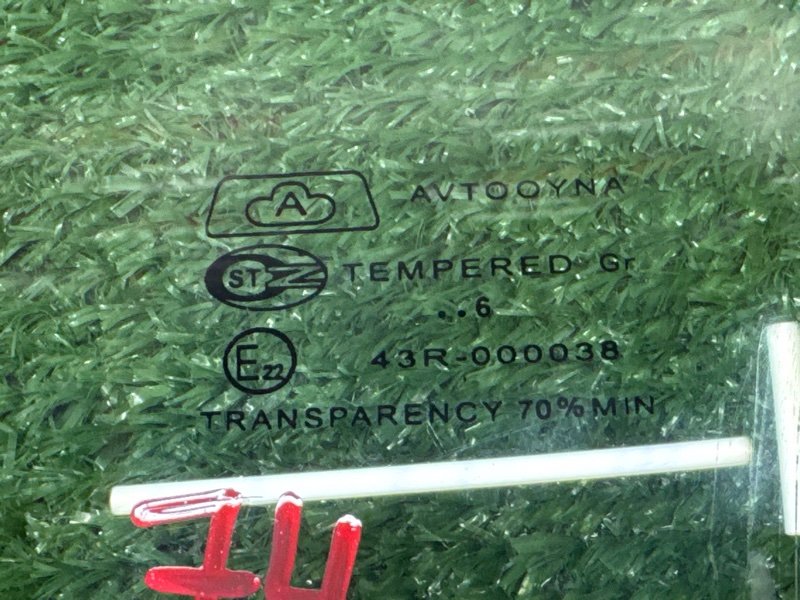 A AVTOOYNA
ST TEMPERED Gr
..6
E22 43R-000038
TRANSPARENCY 70% MIN